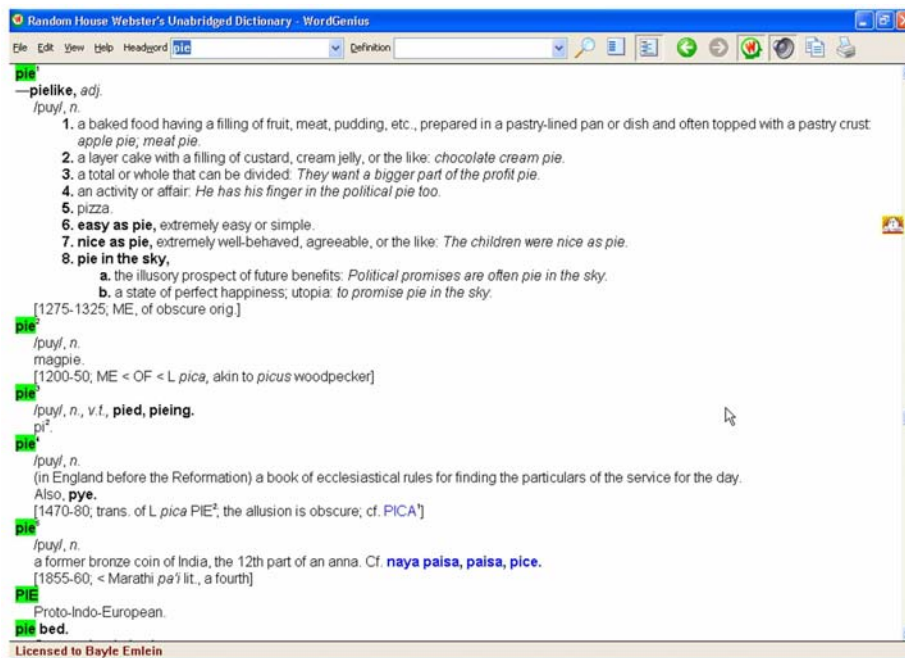 Random House Webster's Unabridged Dictionary - WordGenius
File Edit View Help Headword pie Definition
pie¹
—pielike, adj.
/puy/, n.
1. a baked food having a filling of fruit, meat, pudding, etc., prepared in a pastry-lined pan or dish and often topped with a pastry crust:
apple pie; meat pie.
2. a layer cake with a filling of custard, cream jelly, or the like: chocolate cream pie.
3. a total or whole that can be divided: They want a bigger part of the profit pie.
4. an activity or affair: He has his finger in the political pie too.
5. pizza.
6. easy as pie, extremely easy or simple.
7. nice as pie, extremely well-behaved, agreeable, or the like: The children were nice as pie.
8. pie in the sky,
a. the illusory prospect of future benefits: Political promises are often pie in the sky.
b. a state of perfect happiness; utopia: to promise pie in the sky.
[1275-1325; ME, of obscure orig.]
pie²
/puy/, n.
magpie.
[1200-50; ME < OF < L pica, akin to picus woodpecker]
pie³
/puy/, n., v.t., pied, pieing.
pi².
pie⁴
/puy/, n.
(in England before the Reformation) a book of ecclesiastical rules for finding the particulars of the service for the day.
Also, pye.
[1470-80; trans. of L pica PIE²; the allusion is obscure; cf. PICA¹]
pie⁵
/puy/, n.
a former bronze coin of India, the 12th part of an anna. Cf. naya paisa, paisa, pice.
[1855-60; < Marathi pa'i lit., a fourth]
PIE
Proto-Indo-European.
pie bed.
Licensed to Bayle Emlein